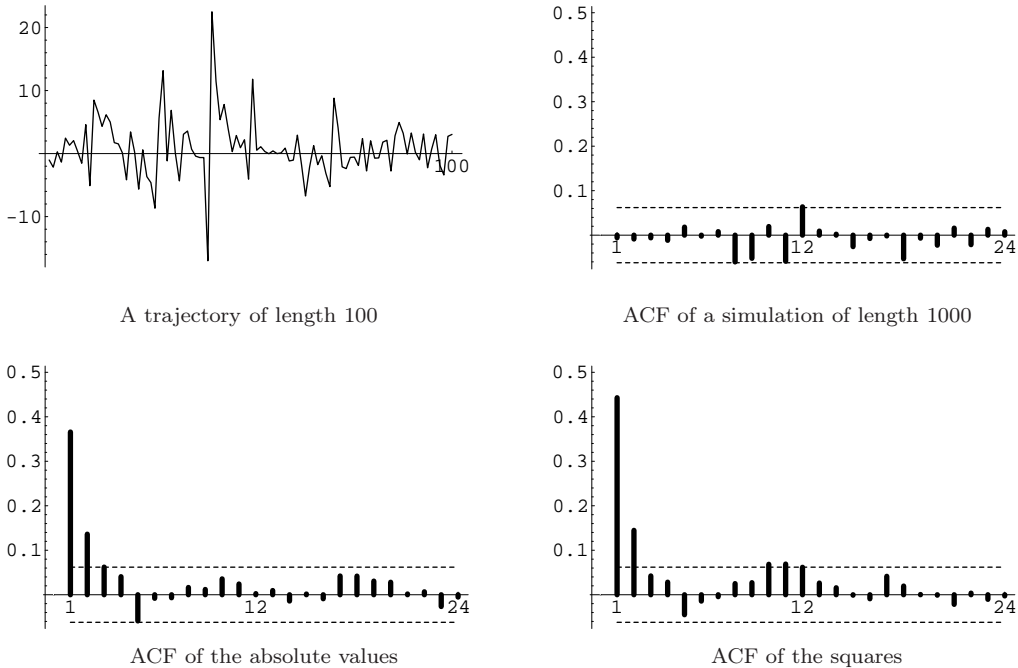 20
10
-10
100
A trajectory of length 100
0.5
0.4
0.3
0.2
0.1
1 12 24
ACF of a simulation of length 1000
0.5
0.4
0.3
0.2
0.1
1 12 24
ACF of the absolute values
0.5
0.4
0.3
0.2
0.1
1 12 24
ACF of the squares